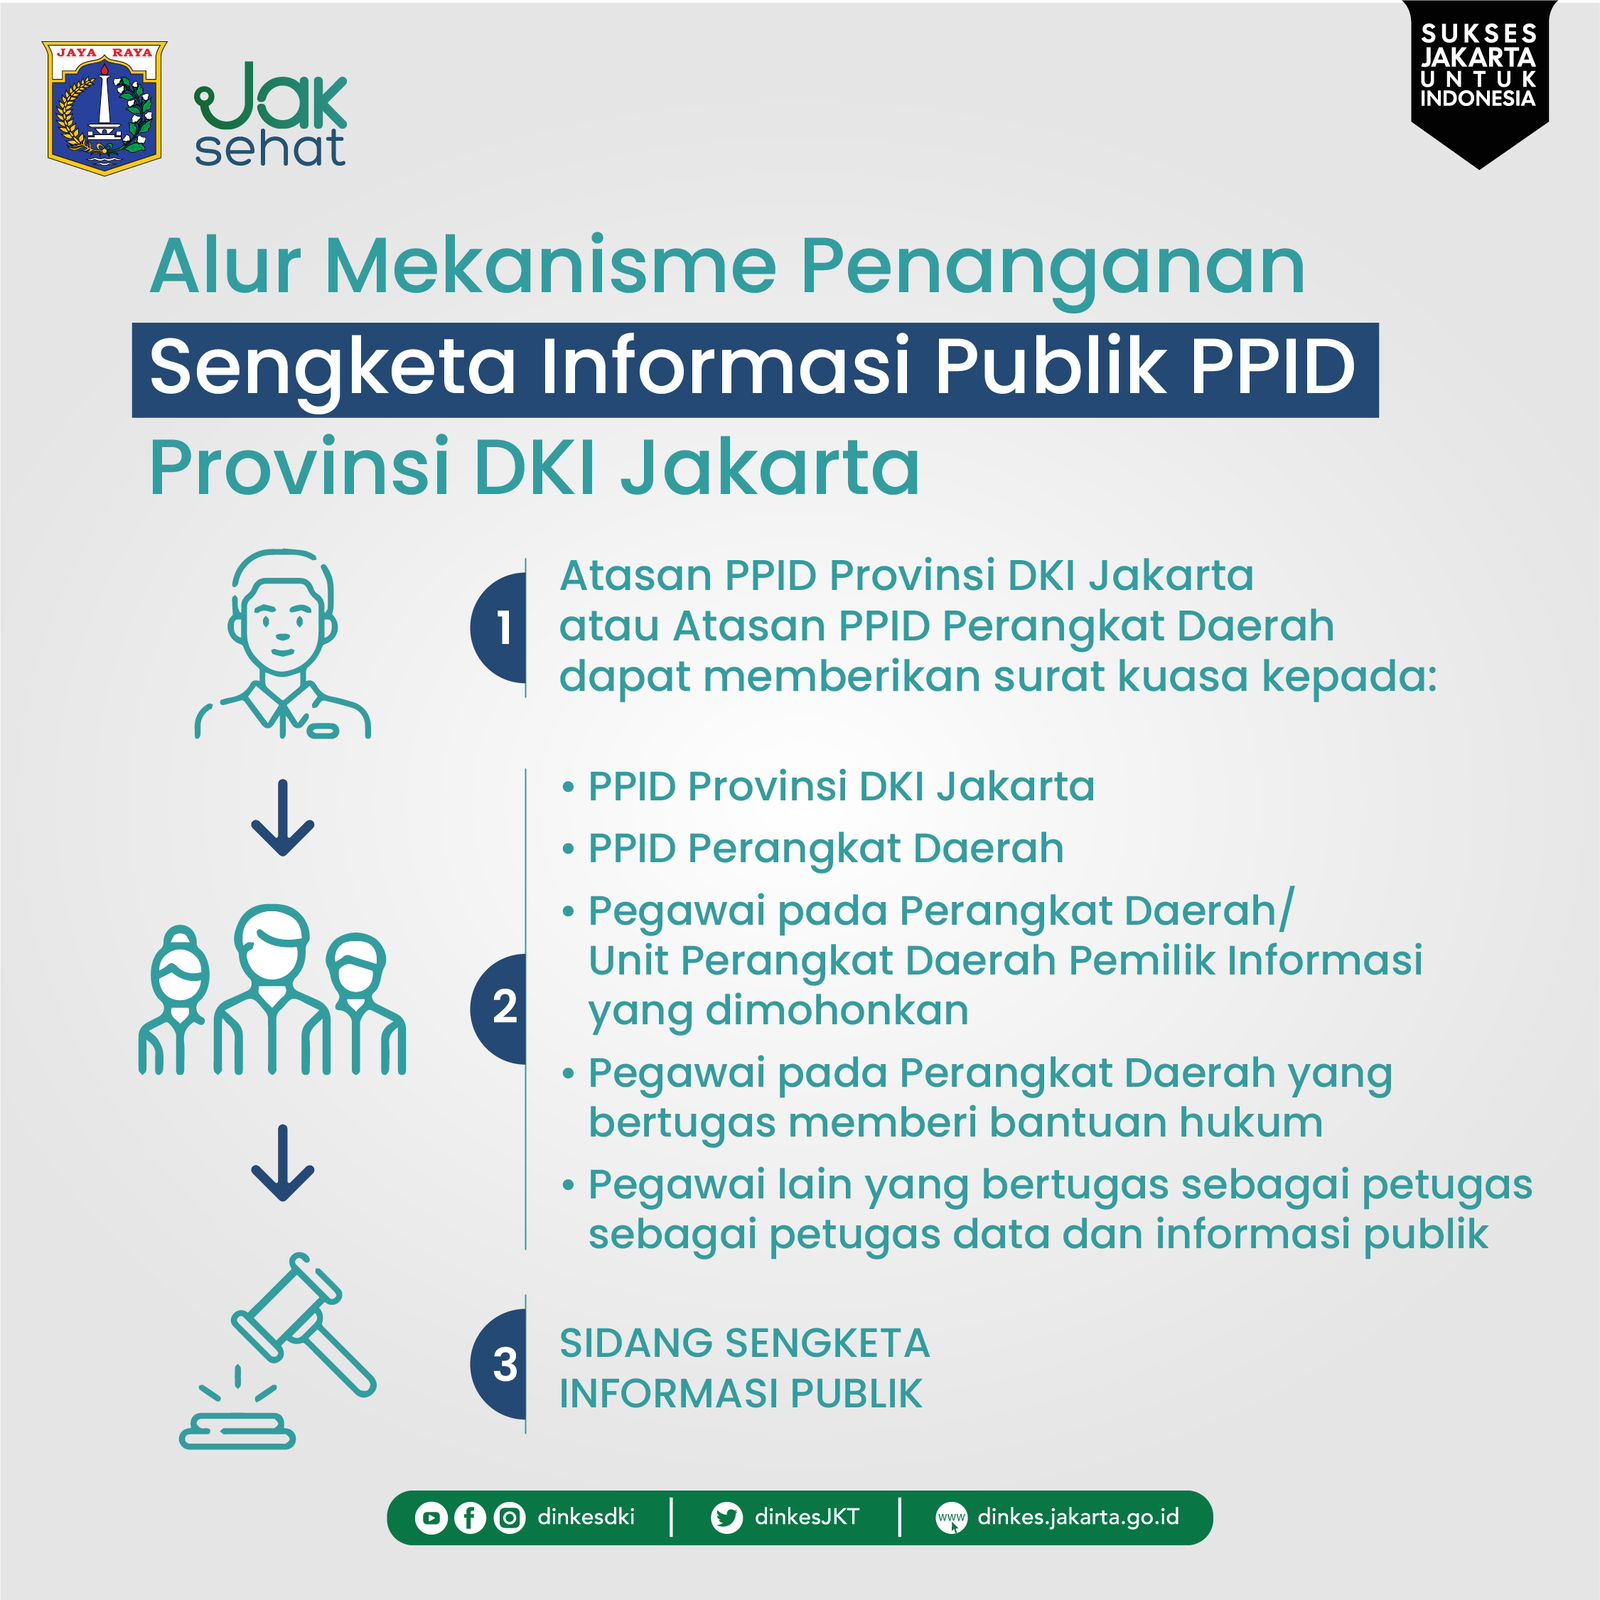 JAYA RAYA
Jak
sehat
SUKSES
JAKARTA
UNTUK
INDONESIA
Alur Mekanisme Penanganan
Sengketa Informasi Publik PPID
Provinsi DKI Jakarta
1
Atasan PPID Provinsi DKI Jakarta
atau Atasan PPID Perangkat Daerah
dapat memberikan surat kuasa kepada:
2
• PPID Provinsi DKI Jakarta
• PPID Perangkat Daerah
• Pegawai pada Perangkat Daerah/
Unit Perangkat Daerah Pemilik Informasi
yang dimohonkan
• Pegawai pada Perangkat Daerah yang
bertugas memberi bantuan hukum
• Pegawai lain yang bertugas sebagai petugas
sebagai petugas data dan informasi publik
3
SIDANG SENGKETA
INFORMASI PUBLIK
dinkesdki | dinkesJKT | www dinkes.jakarta.go.id